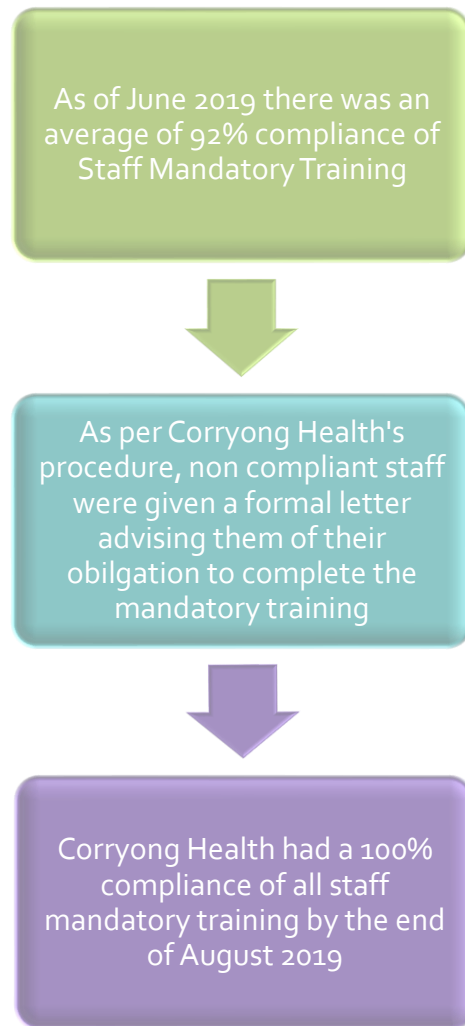 As of June 2019 there was an
average of 92% compliance of
Staff Mandatory Training
As per Corryong Health's
procedure, non compliant staff
were given a formal letter
advising them of their
obilgation to complete the
mandatory training
Corryong Health had a 100%
compliance of all staff
mandatory training by the end
of August 2019